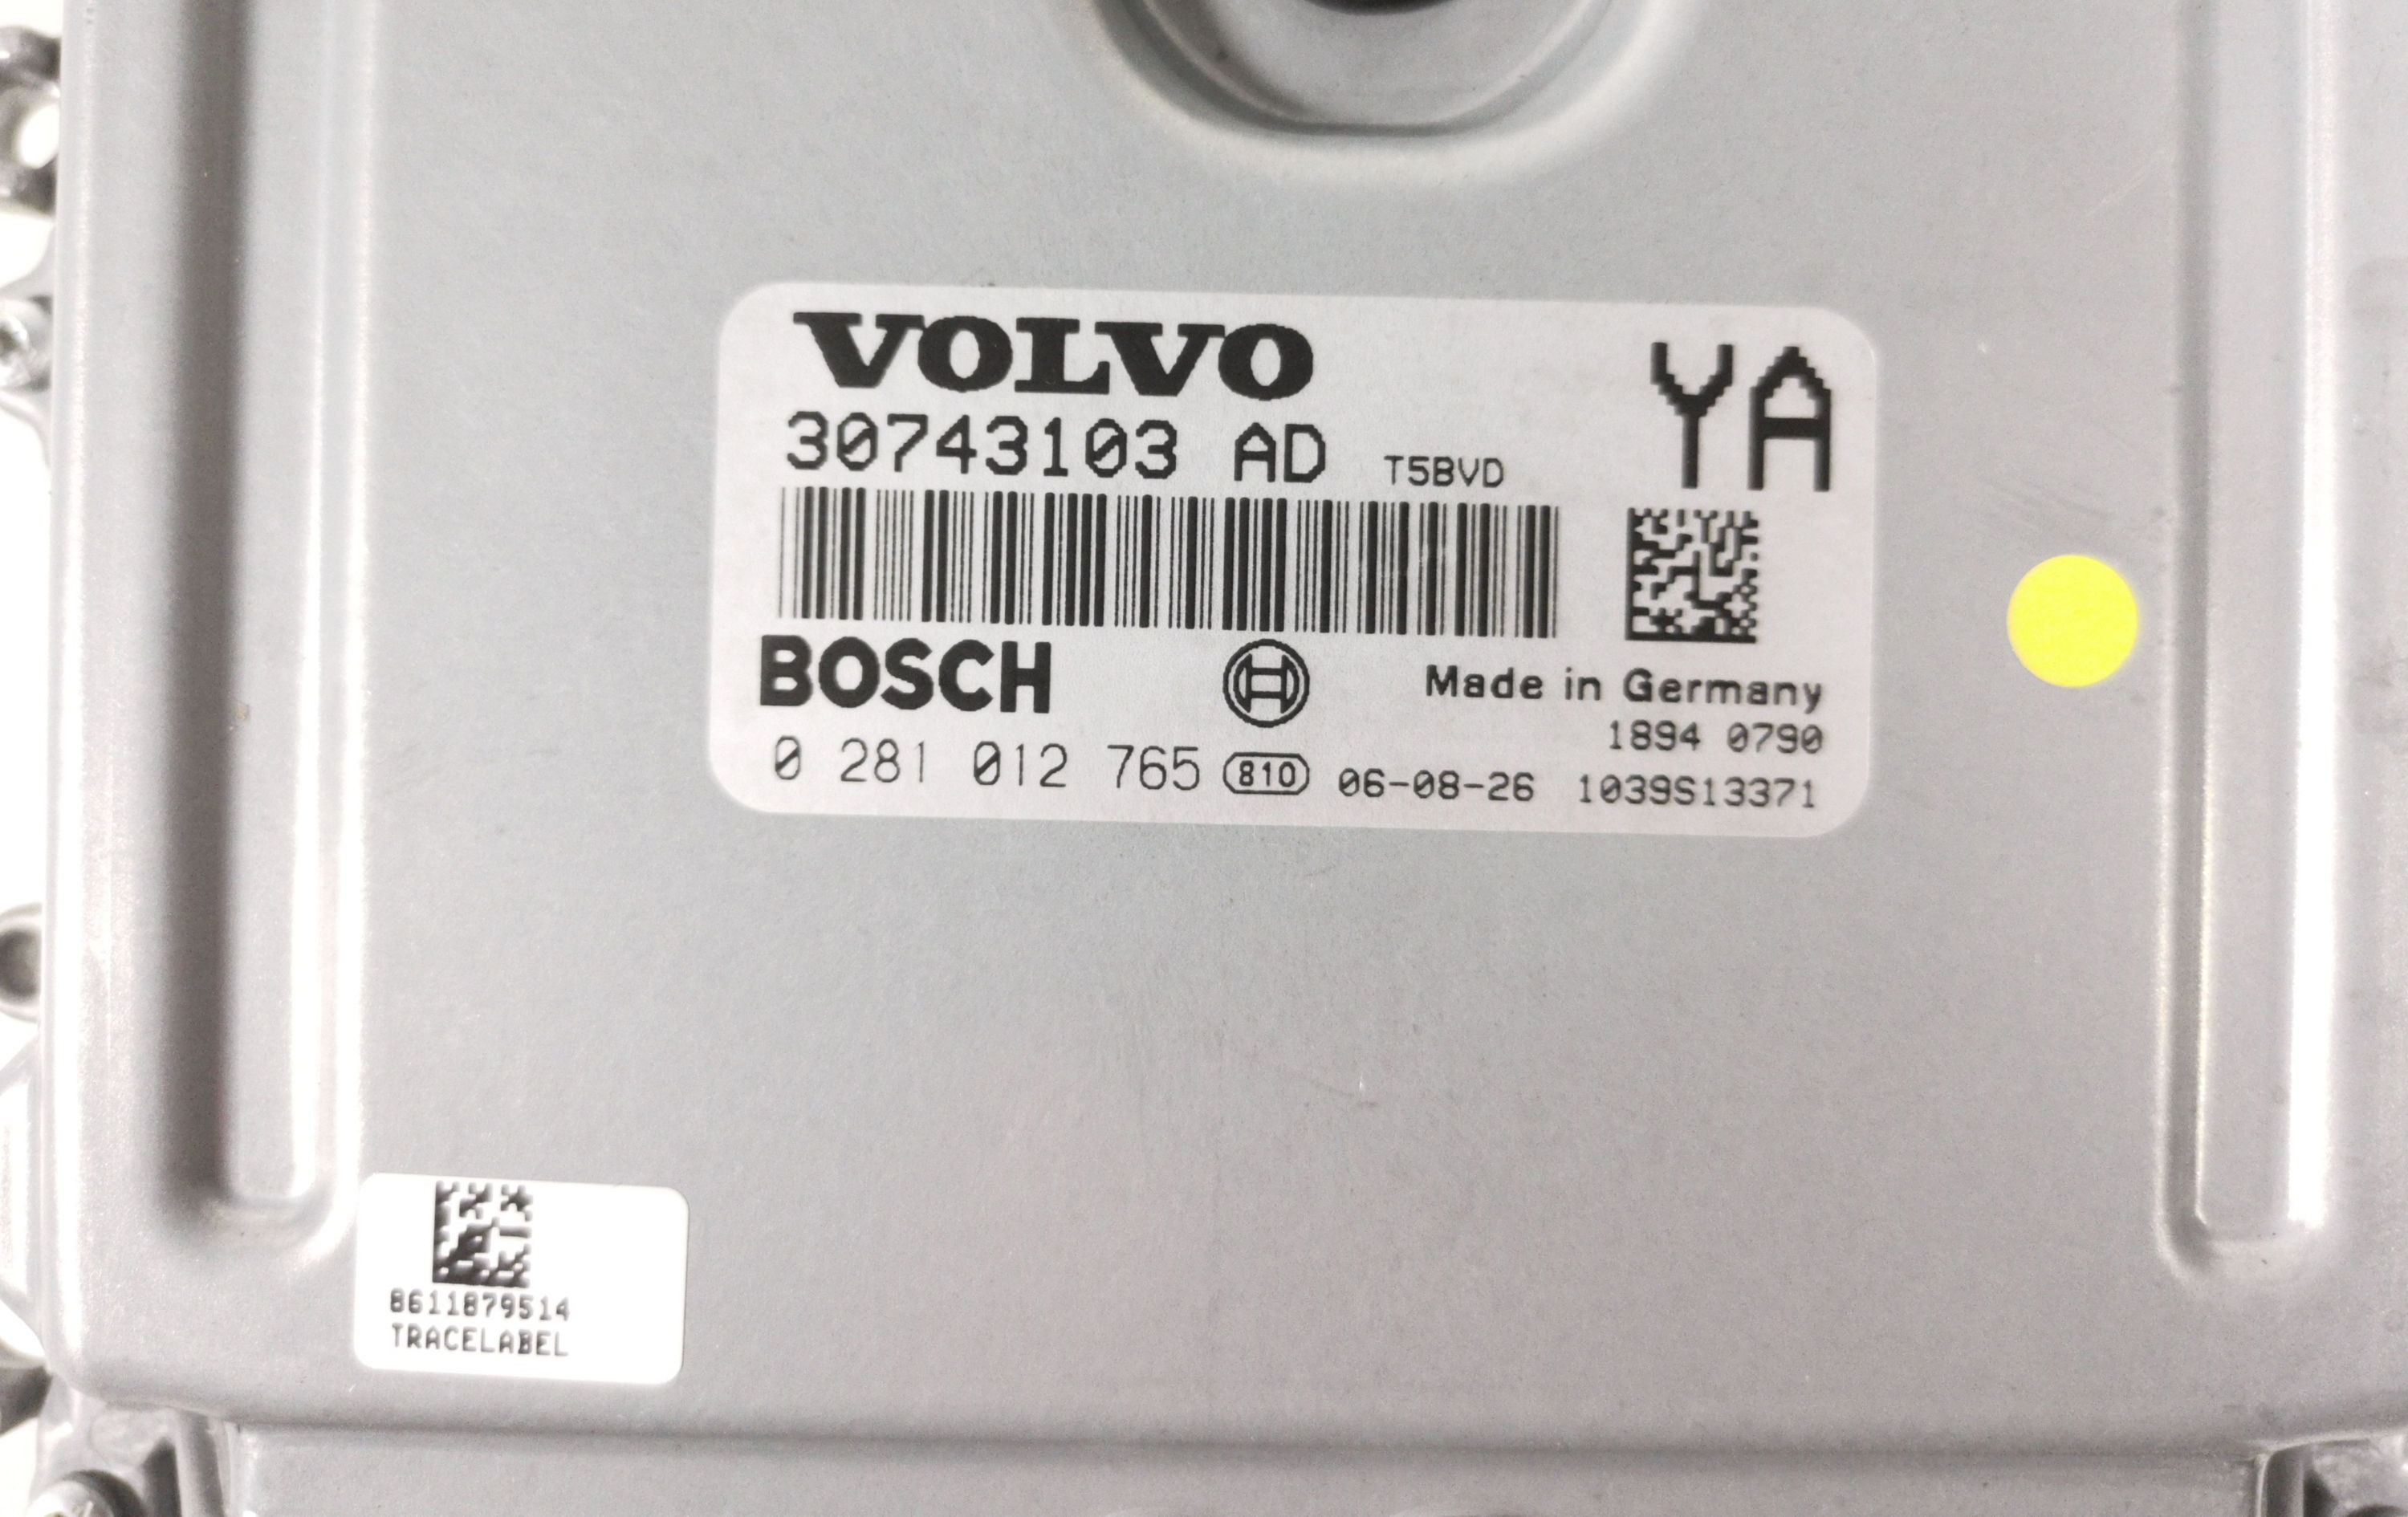 VOLVO
YA
30743103 AD T5BVD
BOSCH
Made in Germany
1894 0790
0 281 012 765 810 06-08-26 1039S13371
8611879514
TRACELABEL